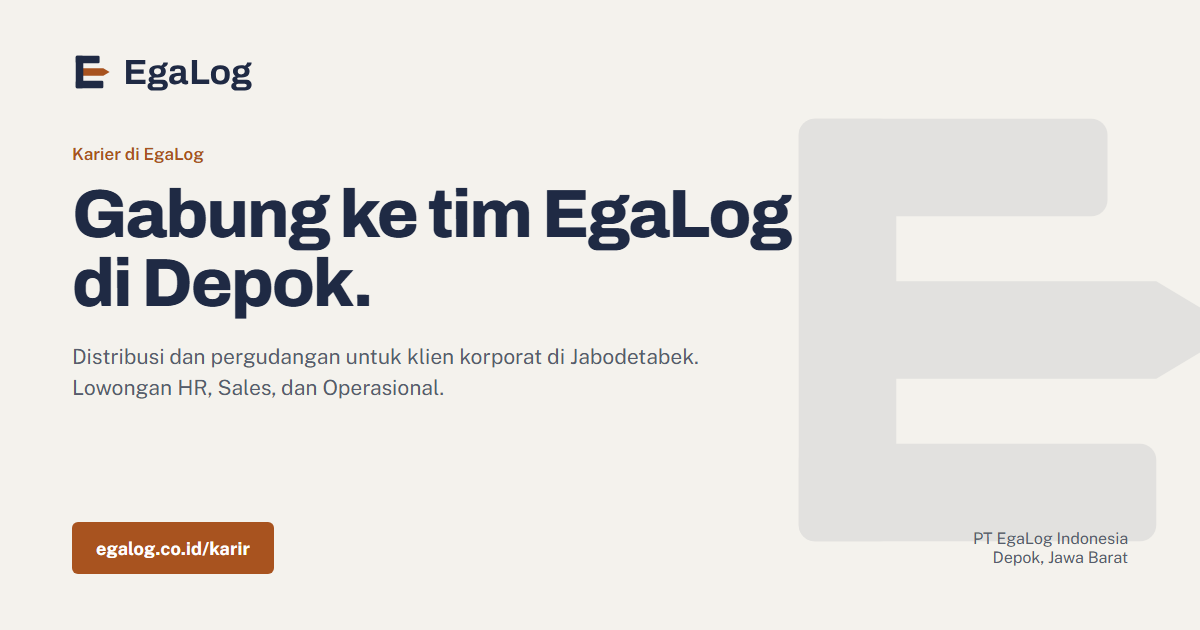 EgaLog
Karier di EgaLog
Gabung ke tim EgaLog
di Depok.
Distribusi dan pergudangan untuk klien korporat di Jabodetabek.
Lowongan HR, Sales, dan Operasional.
egalog.co.id/karir
PT EgaLog Indonesia
Depok, Jawa Barat